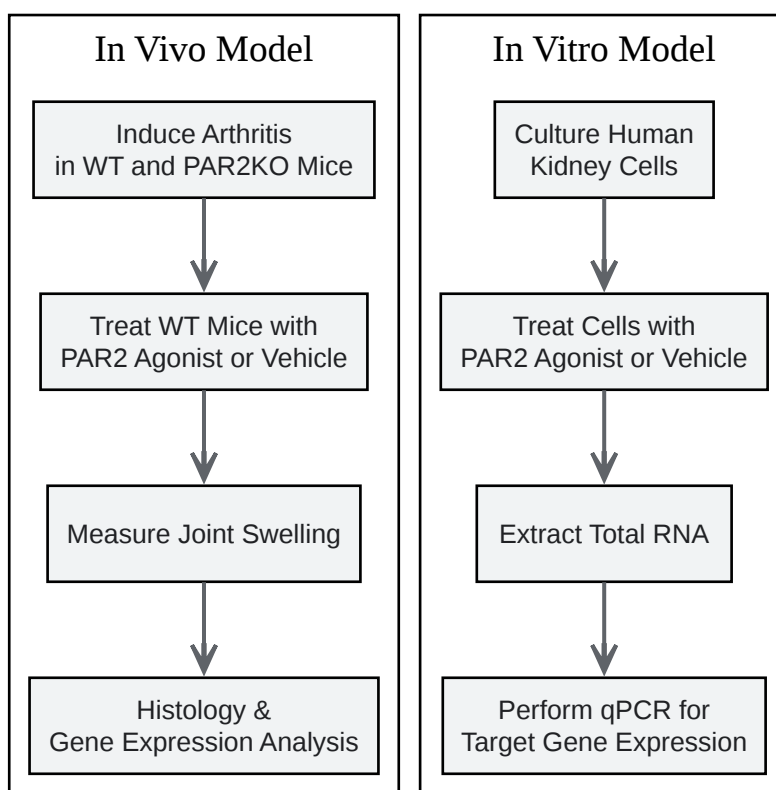 In Vivo Model
Induce Arthritis
in WT and PAR2KO Mice
Treat WT Mice with
PAR2 Agonist or Vehicle
Measure Joint Swelling
Histology &
Gene Expression Analysis
In Vitro Model
Culture Human
Kidney Cells
Treat Cells with
PAR2 Agonist or Vehicle
Extract Total RNA
Perform qPCR for
Target Gene Expression